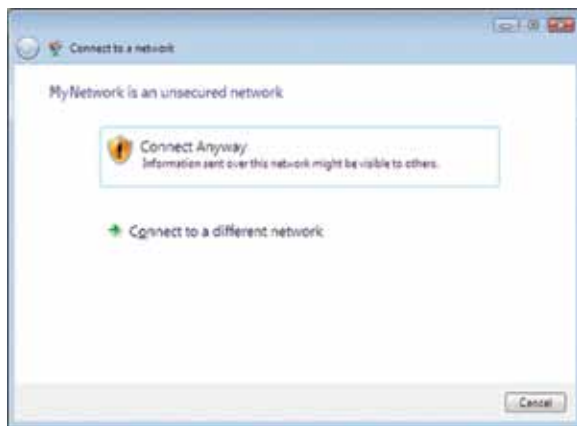 Connect to a network
MyNetwork is an unsecured network
Connect Anyway
Information sent over this network might be visible to others.
Connect to a different network
Cancel